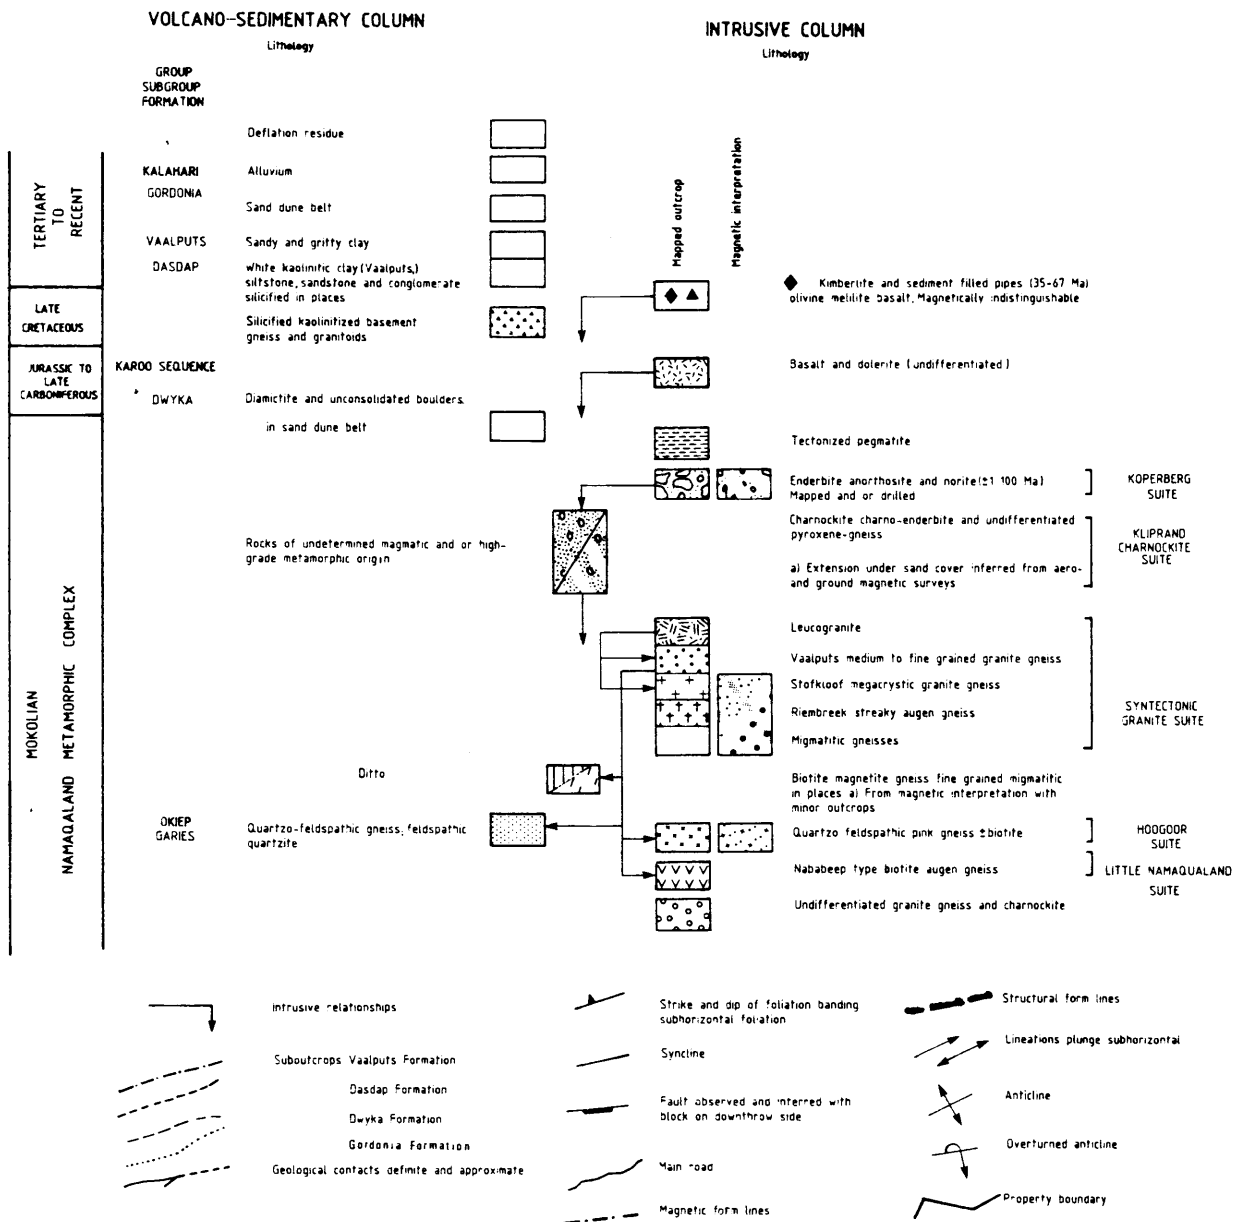 VOLCANO-SEDIMENTARY COLUMN
Lithology
GROUP
SUBGROUP
FORMATION
Deflation residue
KALAHARI
Alluvium
GORDONIA
Sand dune belt
VAALPUTS
Sandy and gritty clay
DASDAP
White kaolinitic clay (Vaalputs,)
siltstone, sandstone and conglomerate
silicified in places
Silicified kaolinitized basement
gneiss and granitoids
KAROO SEQUENCE
DWYKA
Diamictite and unconsolidated boulders
in sand dune belt
Rocks of undetermined magmatic and or high-
grade metamorphic origin
Ditto
OKIEP
GARIES
Quartzo-feldspathic gneiss; feldspathic
quartzite
TERTIARY
TO
RECENT
LATE
CRETACEOUS
JURASSIC TO
LATE
CARBONIFEROUS
MOKOLIAN
NAMAQALAND METAMORPHIC COMPLEX
INTRUSIVE COLUMN
Lithology
Mapped outcrop
Magnetic interpretation
Kimberlite and sediment filled pipes (35-67 Ma)
olivine melilite basalt, Magnetically indistinguishable
Basalt and dolerite (undifferentiated)
Tectonized pegmatite
Enderbite anorthosite and norite (±1 100 Ma)
Mapped and or drilled
KOPERBERG
SUITE
Charnockite charno-enderbite and undifferentiated
pyroxene-gneiss
a) Extension under sand cover inferred from aero-
and ground magnetic surveys
KLIPRAND
CHARNOCKITE
SUITE
Leucogranite
Vaalputs medium to fine grained granite gneiss
Stofkloof megacrystic granite gneiss
Riembreek streaky augen gneiss
Migmatitic gneisses
SYNTECTONIC
GRANITE SUITE
Biotite magnetite gneiss fine grained migmatitic
in places a) From magnetic interpretation with
minor outcrops
Quartzo feldspathic pink gneiss ±biotite
HOOGOOR
SUITE
Nababeep type biotite augen gneiss
LITTLE NAMAQUALAND
SUITE
Undifferentiated granite gneiss and charnockite
Intrusive relationships
Suboutcrops Vaalputs Formation
Dasdap Formation
Dwyka Formation
Gordonia Formation
Geological contacts definite and approximate
Strike and dip of foliation banding
subhorizontal foliation
Syncline
Fault observed and inferred with
block on downthrow side
Main road
Magnetic form lines
Structural form lines
Lineations plunge subhorizontal
Anticline
Overturned anticline
Property boundary